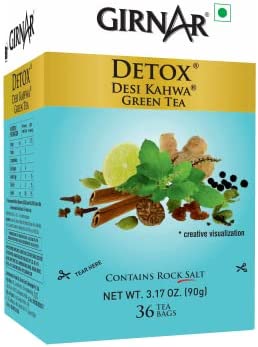 GIRNAR®
DETOX®
DESI KAHWA®
GREEN TEA
* creative visualization
TEAR HERE
CONTAINS ROCK SALT
NET WT. 3.17 OZ. (90g)
36 TEA
BAGS